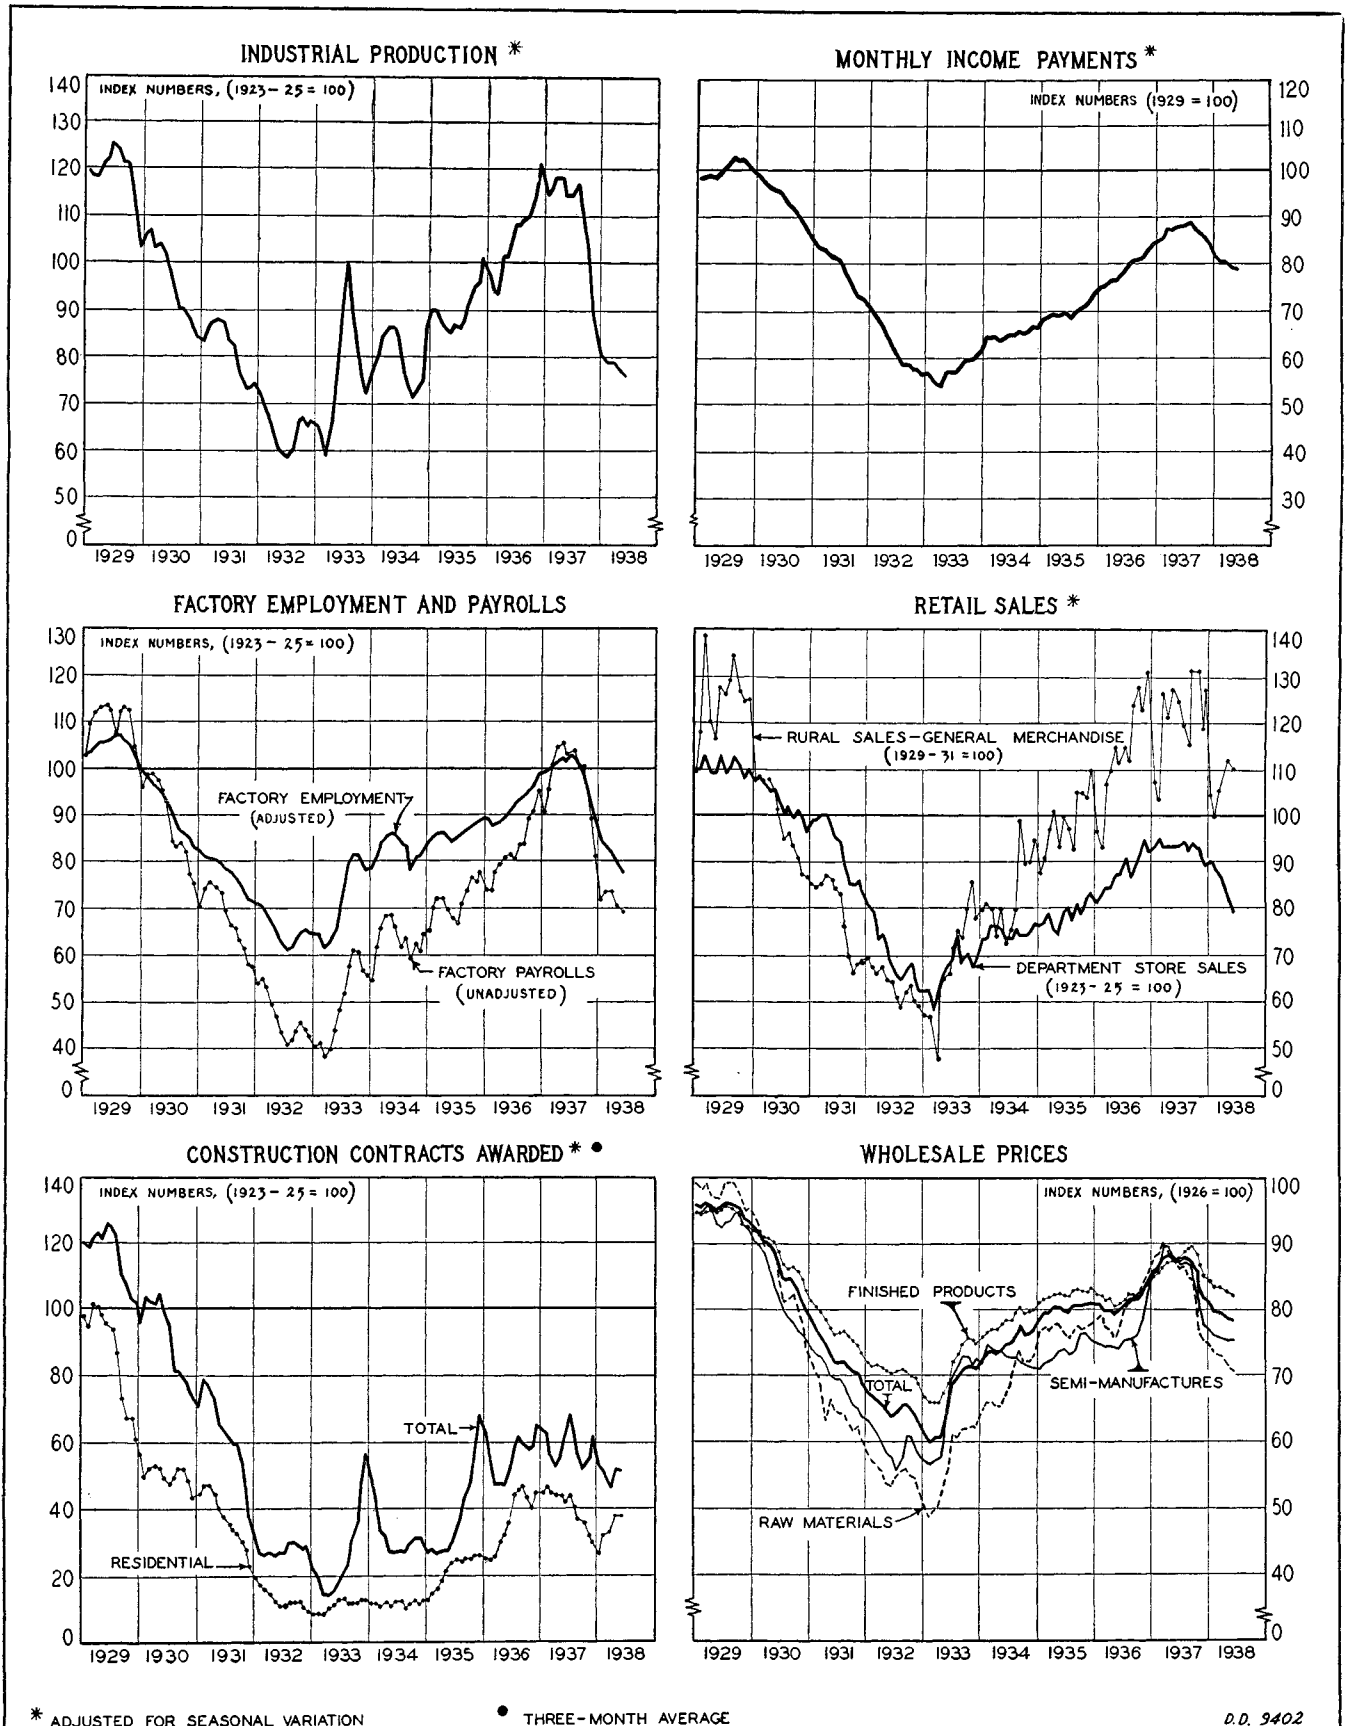 INDUSTRIAL PRODUCTION *
INDEX NUMBERS, (1923-25=100)
140
130
120
110
100
90
80
70
60
50
0
1929 1930 1931 1932 1933 1934 1935 1936 1937 1938
MONTHLY INCOME PAYMENTS *
INDEX NUMBERS (1929=100)
120
110
100
90
80
70
60
50
40
30
0
1929 1930 1931 1932 1933 1934 1935 1936 1937 1938
FACTORY EMPLOYMENT AND PAYROLLS
INDEX NUMBERS, (1923-25=100)
130
120
110
100
90
80
70
60
50
40
0
FACTORY EMPLOYMENT
(ADJUSTED)
FACTORY PAYROLLS
(UNADJUSTED)
1929 1930 1931 1932 1933 1934 1935 1936 1937 1938
RETAIL SALES *
140
130
120
110
100
90
80
70
60
50
0
RURAL SALES-GENERAL MERCHANDISE
(1929-31=100)
DEPARTMENT STORE SALES
(1923-25=100)
1929 1930 1931 1932 1933 1934 1935 1936 1937 1938
CONSTRUCTION CONTRACTS AWARDED * •
INDEX NUMBERS, (1923-25=100)
140
120
100
80
60
40
20
0
TOTAL
RESIDENTIAL
1929 1930 1931 1932 1933 1934 1935 1936 1937 1938
WHOLESALE PRICES
INDEX NUMBERS, (1926=100)
100
90
80
70
60
50
40
0
FINISHED PRODUCTS
TOTAL
SEMI-MANUFACTURES
RAW MATERIALS
1929 1930 1931 1932 1933 1934 1935 1936 1937 1938
* ADJUSTED FOR SEASONAL VARIATION
• THREE-MONTH AVERAGE
D.D. 9402